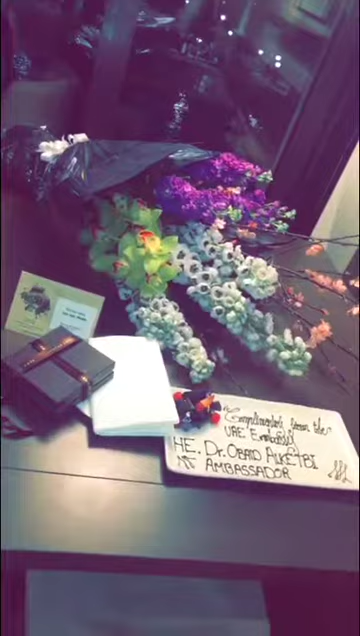 Compliments from the
UAE Embassy
HE. Dr. OBAID ALKETBI
AMBASSADOR